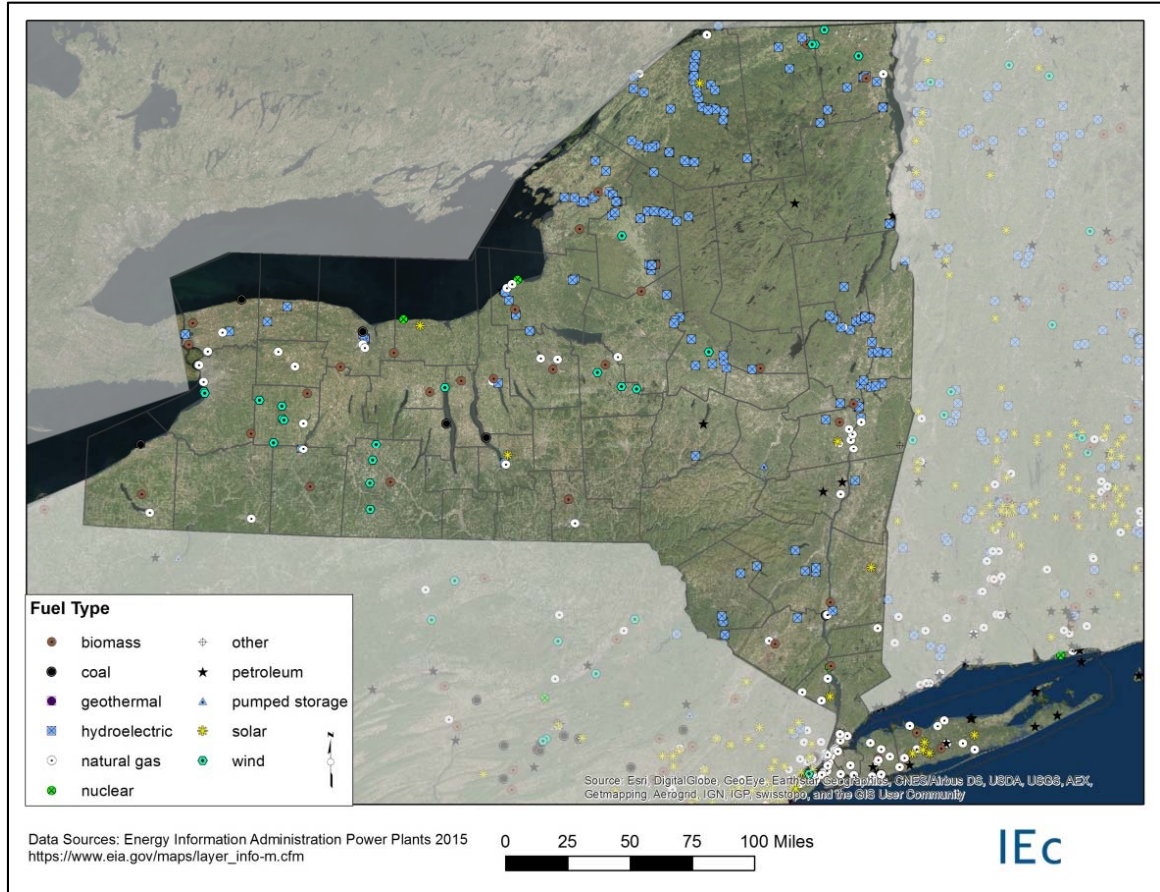 Fuel Type
biomass
coal
geothermal
hydroelectric
natural gas
nuclear
other
petroleum
pumped storage
solar
wind
N
Source: Esri, DigitalGlobe, GeoEye, Earthstar Geographics, CNES/Airbus DS, USDA, USGS, AEX,
Getmapping, Aerogrid, IGN, IGP, swisstopo, and the GIS User Community
Data Sources: Energy Information Administration Power Plants 2015
https://www.eia.gov/maps/layer_info-m.cfm
0 25 50 75 100 Miles
IEc